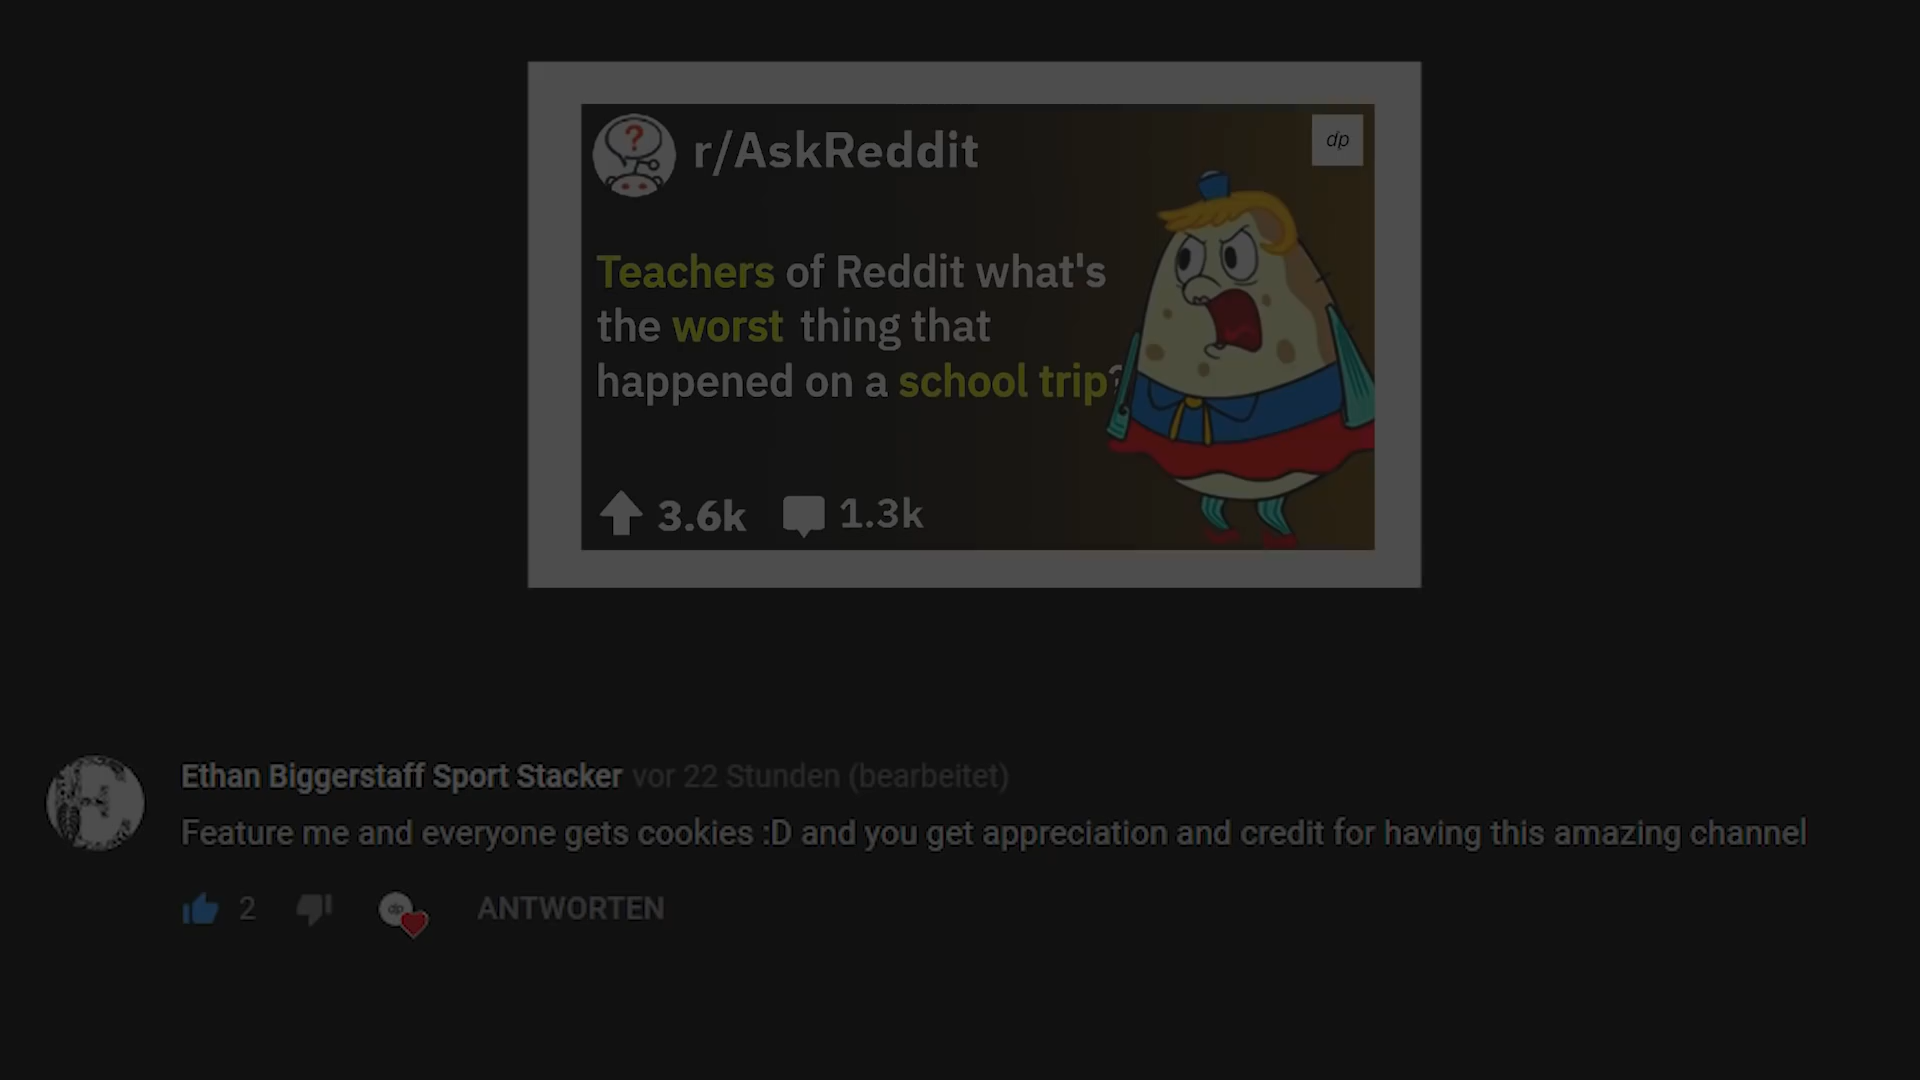 ?
r/AskReddit
dp
Teachers of Reddit what's
the worst thing that
happened on a school trip?
3.6k 1.3k
Ethan Biggerstaff Sport Stacker vor 22 Stunden (bearbeitet)
Feature me and everyone gets cookies :D and you get appreciation and credit for having this amazing channel
2 dp ANTWORTEN